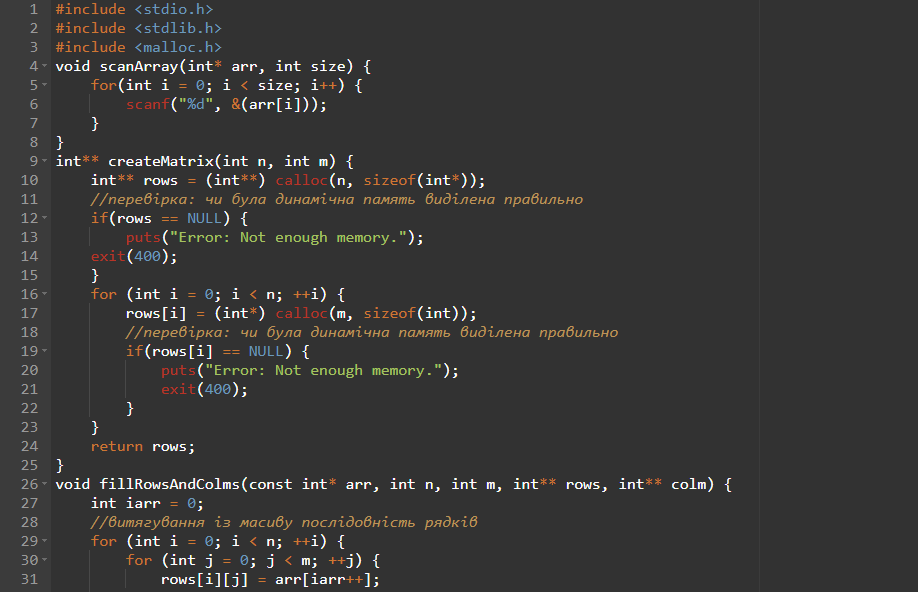 1 #include <stdio.h>
2 #include <stdlib.h>
3 #include <malloc.h>
4 void scanArray(int* arr, int size) {
5     for(int i = 0; i < size; i++) {
6         scanf("%d", &(arr[i]));
7     }
8 }
9 int** createMatrix(int n, int m) {
10     int** rows = (int**) calloc(n, sizeof(int*));
11     //перевірка: чи була динамічна память виділена правильно
12     if(rows == NULL) {
13         puts("Error: Not enough memory.");
14     exit(400);
15     }
16     for (int i = 0; i < n; ++i) {
17         rows[i] = (int*) calloc(m, sizeof(int));
18         //перевірка: чи була динамічна память виділена правильно
19         if(rows[i] == NULL) {
20             puts("Error: Not enough memory.");
21             exit(400);
22         }
23     }
24     return rows;
25 }
26 void fillRowsAndColms(const int* arr, int n, int m, int** rows, int** colm) {
27     int iarr = 0;
28     //витягування із масиву послідовність рядків
29     for (int i = 0; i < n; ++i) {
30         for (int j = 0; j < m; ++j) {
31             rows[i][j] = arr[iarr++];